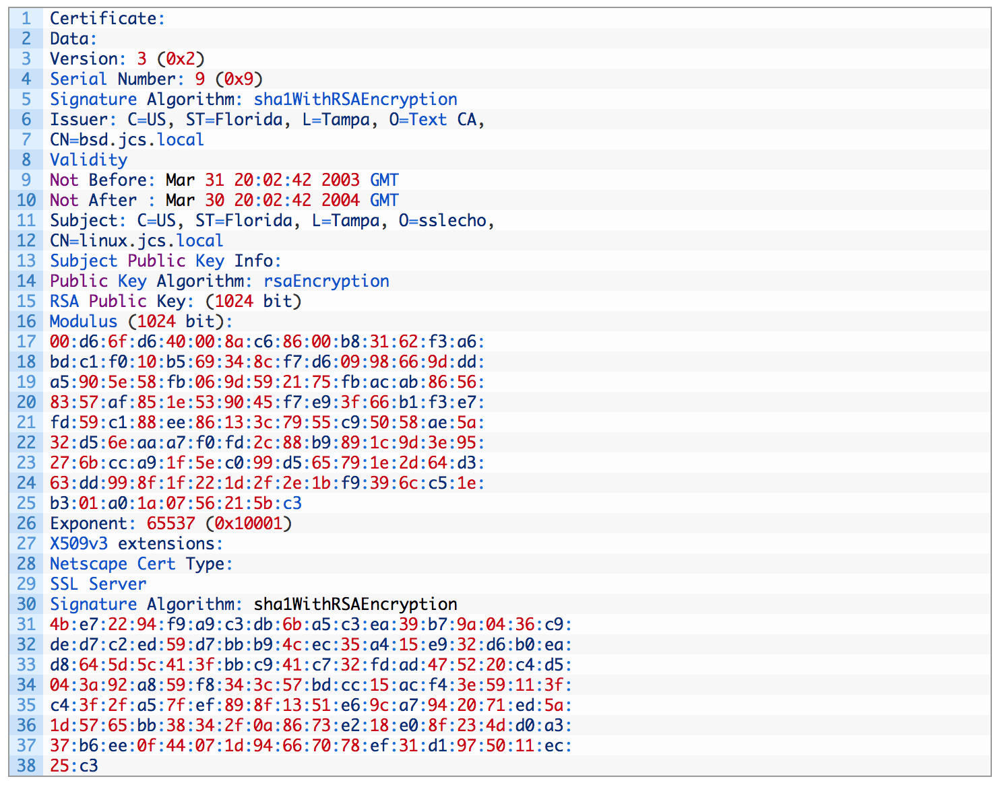 1 Certificate:
2 Data:
3 Version: 3 (0x2)
4 Serial Number: 9 (0x9)
5 Signature Algorithm: sha1WithRSAEncryption
6 Issuer: C=US, ST=Florida, L=Tampa, O=Text CA,
7 CN=bsd.jcs.local
8 Validity
9 Not Before: Mar 31 20:02:42 2003 GMT
10 Not After : Mar 30 20:02:42 2004 GMT
11 Subject: C=US, ST=Florida, L=Tampa, O=sslecho,
12 CN=linux.jcs.local
13 Subject Public Key Info:
14 Public Key Algorithm: rsaEncryption
15 RSA Public Key: (1024 bit)
16 Modulus (1024 bit):
17 00:d6:6f:d6:40:00:8a:c6:86:00:b8:31:62:f3:a6:
18 bd:c1:f0:10:b5:69:34:8c:f7:d6:09:98:66:9d:dd:
19 a5:90:5e:58:fb:06:9d:59:21:75:fb:ac:ab:86:56:
20 83:57:af:85:1e:53:90:45:f7:e9:3f:66:b1:f3:e7:
21 fd:59:c1:88:ee:86:13:3c:79:55:c9:50:58:ae:5a:
22 32:d5:6e:aa:a7:f0:fd:2c:88:b9:89:1c:9d:3e:95:
23 27:6b:cc:a9:1f:5e:c0:99:d5:65:79:1e:2d:64:d3:
24 63:dd:99:8f:1f:22:1d:2f:2e:1b:f9:39:6c:c5:1e:
25 b3:01:a0:1a:07:56:21:5b:c3
26 Exponent: 65537 (0x10001)
27 X509v3 extensions:
28 Netscape Cert Type:
29 SSL Server
30 Signature Algorithm: sha1WithRSAEncryption
31 4b:e7:22:94:f9:a9:c3:db:6b:a5:c3:ea:39:b7:9a:04:36:c9:
32 de:d7:c2:ed:59:d7:bb:b9:4c:ec:35:a4:15:e9:32:d6:b0:ea:
33 d8:64:5d:5c:41:3f:bb:c9:41:c7:32:fd:ad:47:52:20:c4:d5:
34 04:3a:92:a8:59:f8:34:3c:57:bd:cc:15:ac:f4:3e:59:11:3f:
35 c4:3f:2f:a5:7f:ef:89:8f:13:51:e6:9c:a7:94:20:71:ed:5a:
36 1d:57:65:bb:38:34:2f:0a:86:73:e2:18:e0:8f:23:4d:d0:a3:
37 37:b6:ee:0f:44:07:1d:94:66:70:78:ef:31:d1:97:50:11:ec:
38 25:c3